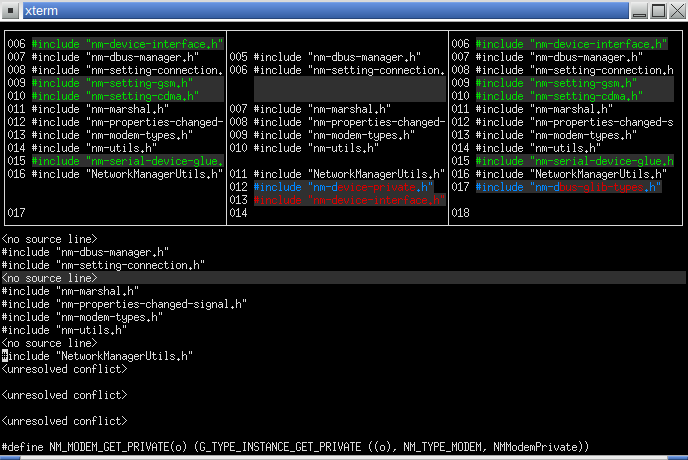 xterm
006 #include "nm-device-interface.h"
007 #include "nm-dbus-manager.h"
008 #include "nm-setting-connection.
009 #include "nm-setting-gsm.h"
010 #include "nm-setting-cdma.h"
011 #include "nm-marshal.h"
012 #include "nm-properties-changed-
013 #include "nm-modem-types.h"
014 #include "nm-utils.h"
015 #include "nm-serial-device-glue.
016 #include "NetworkManagerUtils.h"
017
005 #include "nm-dbus-manager.h"
006 #include "nm-setting-connection.
007 #include "nm-marshal.h"
008 #include "nm-properties-changed-
009 #include "nm-modem-types.h"
010 #include "nm-utils.h"
011 #include "NetworkManagerUtils.h"
012 #include "nm-device-private.h"
013 #include "nm-device-interface.h"
014
006 #include "nm-device-interface.h"
007 #include "nm-dbus-manager.h"
008 #include "nm-setting-connection.h
009 #include "nm-setting-gsm.h"
010 #include "nm-setting-cdma.h"
011 #include "nm-marshal.h"
012 #include "nm-properties-changed-s
013 #include "nm-modem-types.h"
014 #include "nm-utils.h"
015 #include "nm-serial-device-glue.h
016 #include "NetworkManagerUtils.h"
017 #include "nm-dbus-glib-types.h"
018
<no source line>
#include "nm-dbus-manager.h"
#include "nm-setting-connection.h"
<no source line>
#include "nm-marshal.h"
#include "nm-properties-changed-signal.h"
#include "nm-modem-types.h"
#include "nm-utils.h"
<no source line>
#include "NetworkManagerUtils.h"
<unresolved conflict>
<unresolved conflict>
<unresolved conflict>
#define NM_MODEM_GET_PRIVATE(o) (G_TYPE_INSTANCE_GET_PRIVATE ((o), NM_TYPE_MODEM, NMModemPrivate))